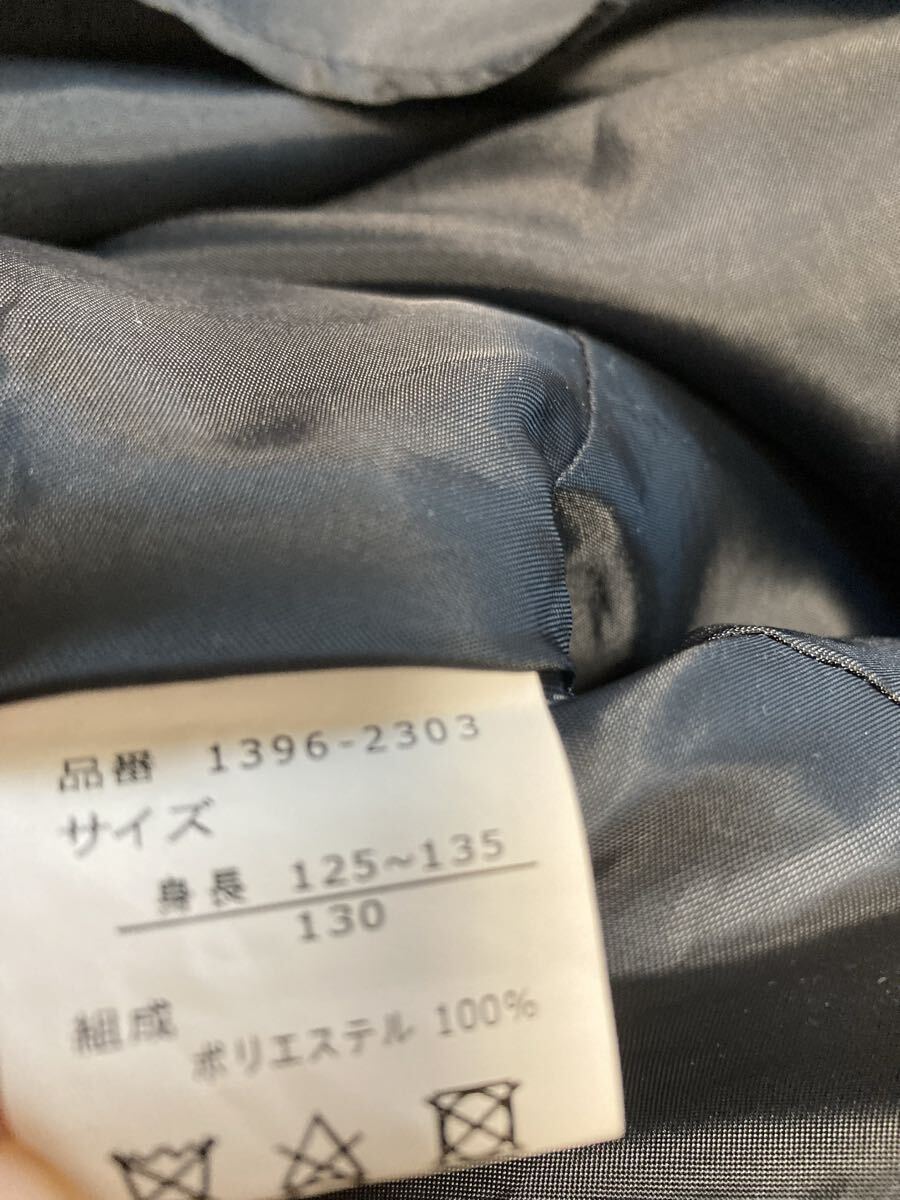 品番 1396-2303
サイズ
身長 125~135
130
組成 ポリエステル 100%